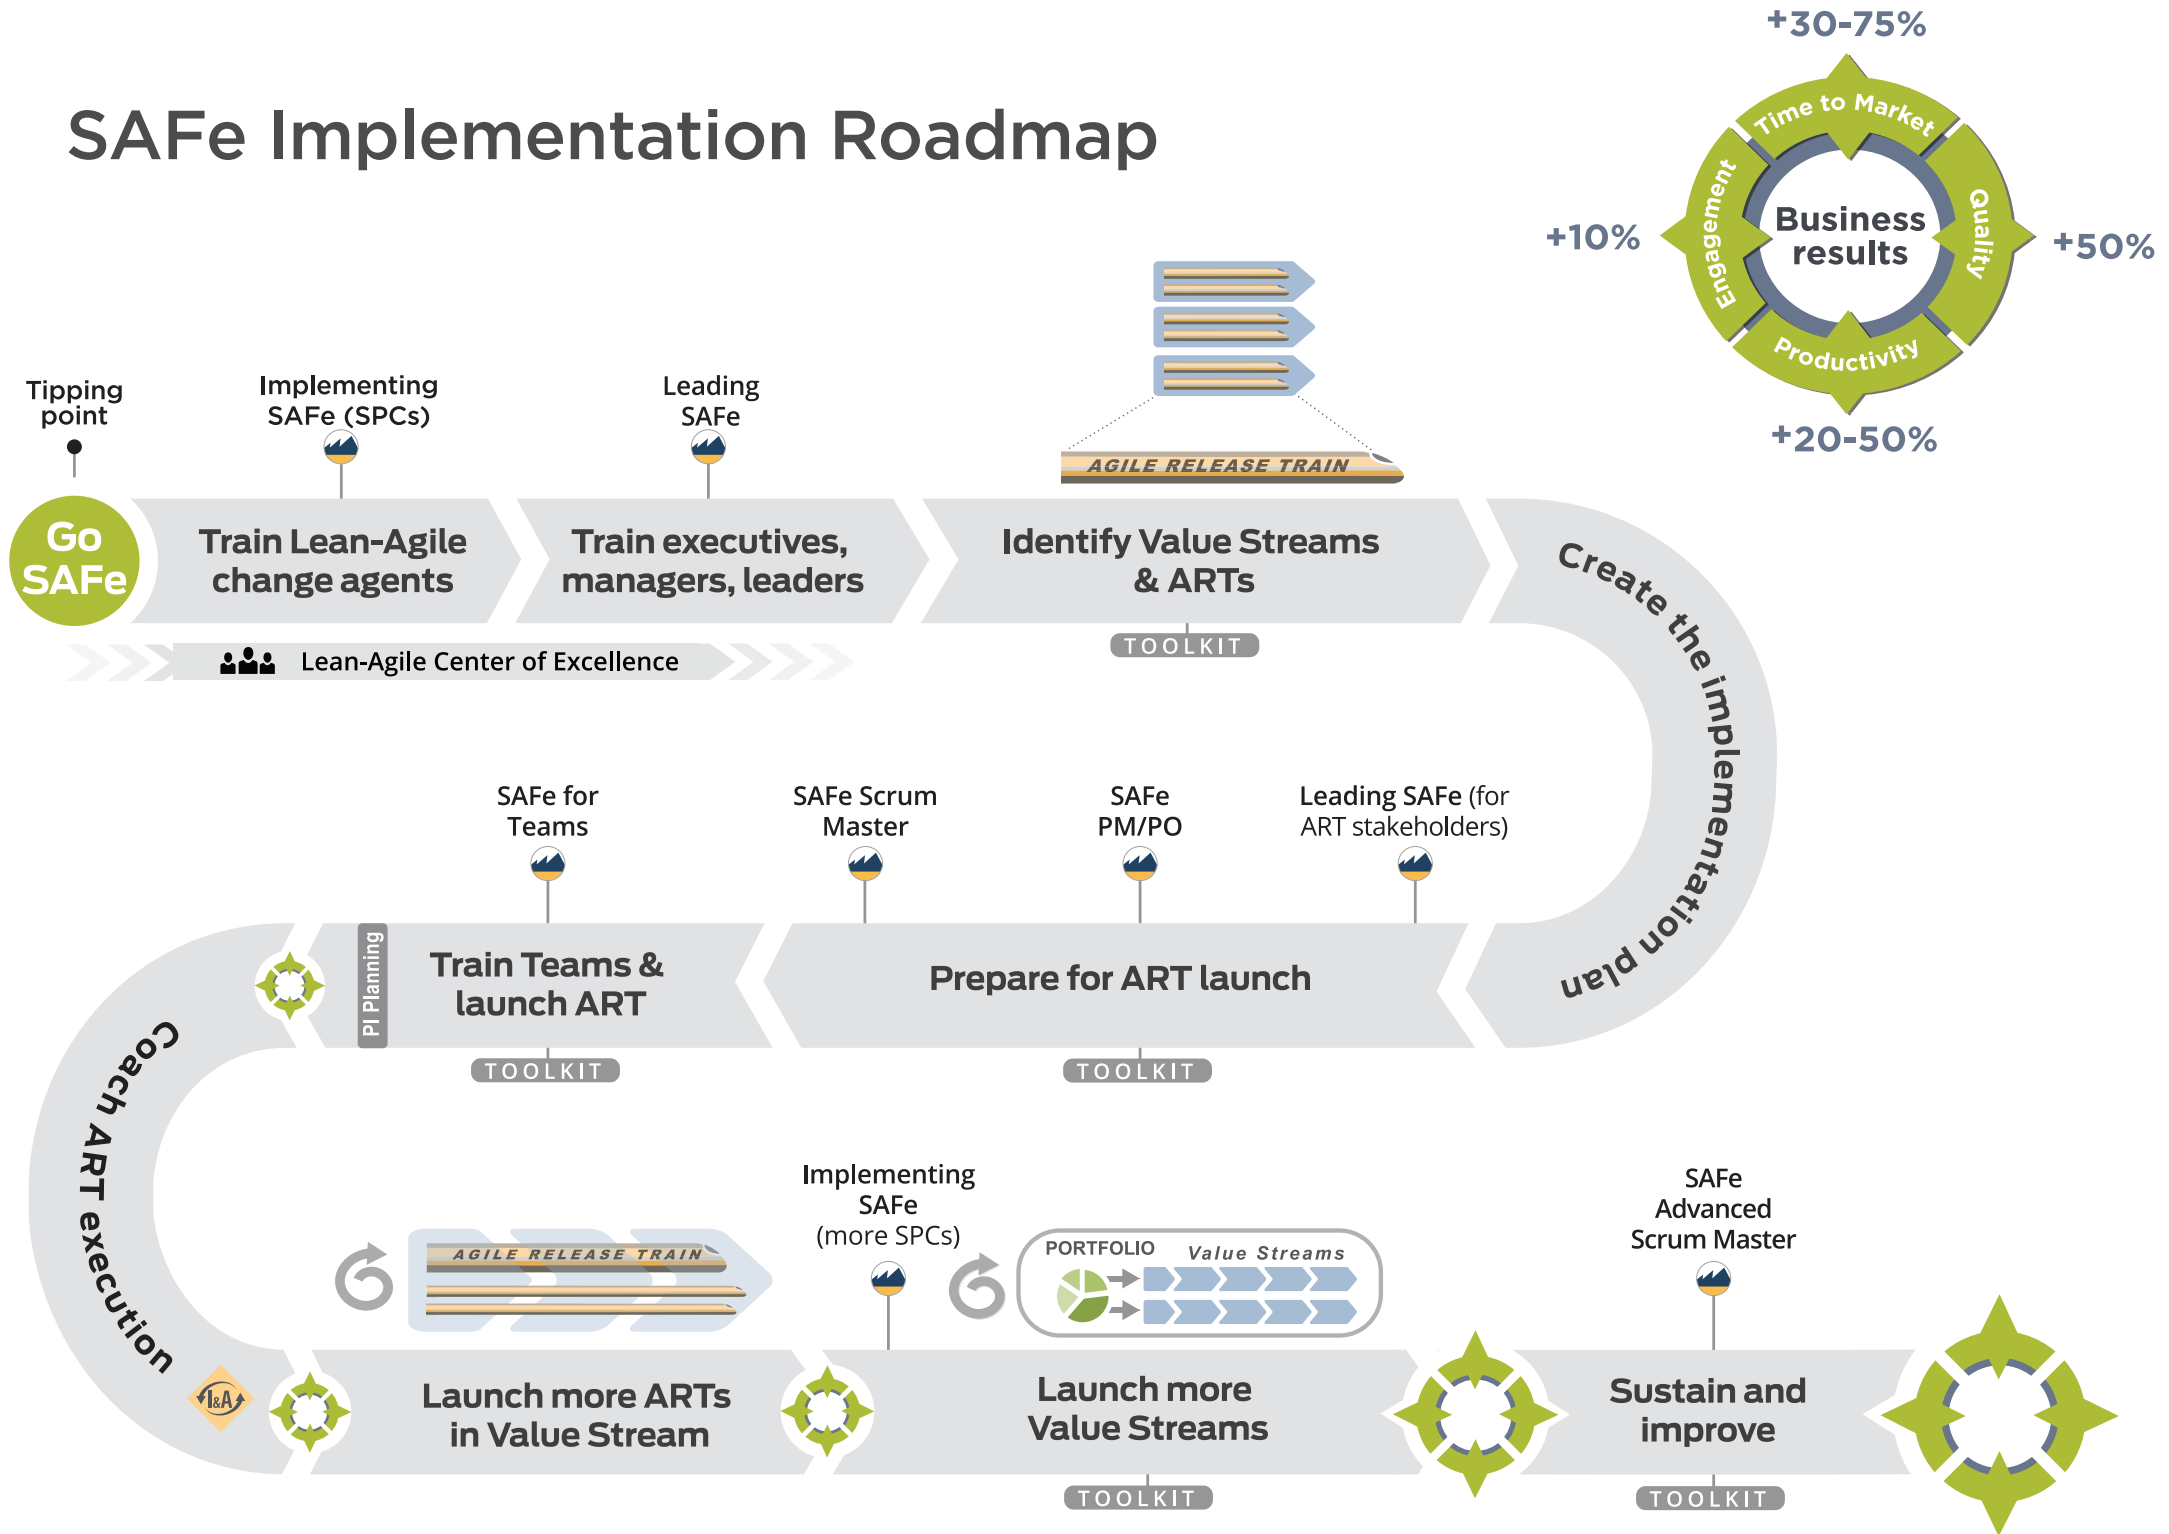 SAFe Implementation Roadmap
+30-75%
Time to Market
Engagement
Quality
Productivity
Business
results
+10%
+50%
+20-50%
Tipping
point
Implementing
SAFe (SPCs)
Leading
SAFe
AGILE RELEASE TRAIN
Go
SAFe
Train Lean-Agile
change agents
Train executives,
managers, leaders
Identify Value Streams
& ARTs
TOOLKIT
Lean-Agile Center of Excellence
Create the implementation plan
SAFe for
Teams
SAFe Scrum
Master
SAFe
PM/PO
Leading SAFe (for
ART stakeholders)
PI Planning
Train Teams &
launch ART
Prepare for ART launch
TOOLKIT
TOOLKIT
Coach ART execution
I&A
AGILE RELEASE TRAIN
Implementing
SAFe
(more SPCs)
PORTFOLIO
Value Streams
SAFe
Advanced
Scrum Master
Launch more ARTs
in Value Stream
Launch more
Value Streams
Sustain and
improve
TOOLKIT
TOOLKIT